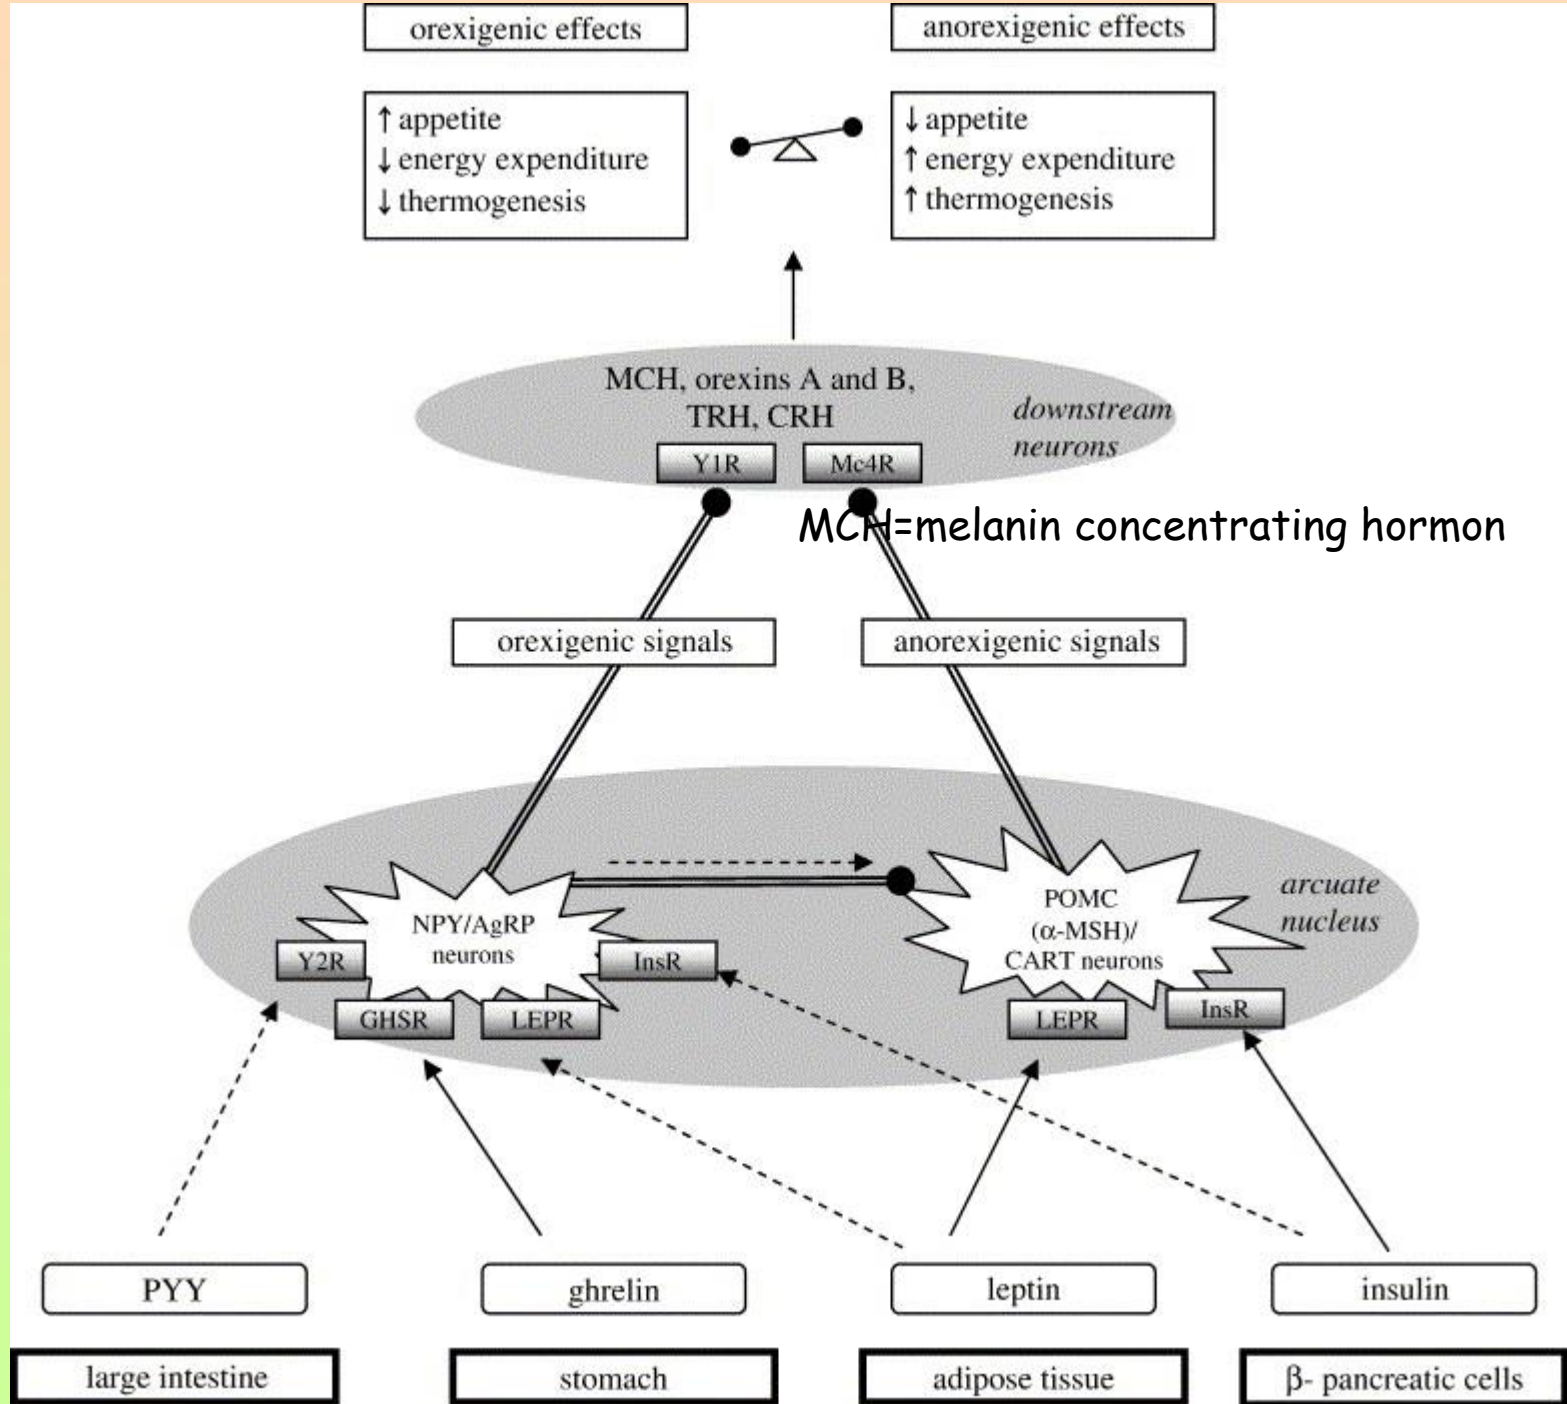 orexigenic effects
anorexigenic effects
↑ appetite
↓ energy expenditure
↓ thermogenesis
↓ appetite
↑ energy expenditure
↑ thermogenesis
MCH, orexins A and B,
TRH, CRH
downstream
neurons
Y1R
Mc4R
MCH=melanin concentrating hormon
orexigenic signals
anorexigenic signals
NPY/AgRP
neurons
POMC
(α-MSH)/
CART neurons
arcuate
nucleus
Y2R
InsR
GHSR
LEPR
LEPR
InsR
PYY
ghrelin
leptin
insulin
large intestine
stomach
adipose tissue
β- pancreatic cells